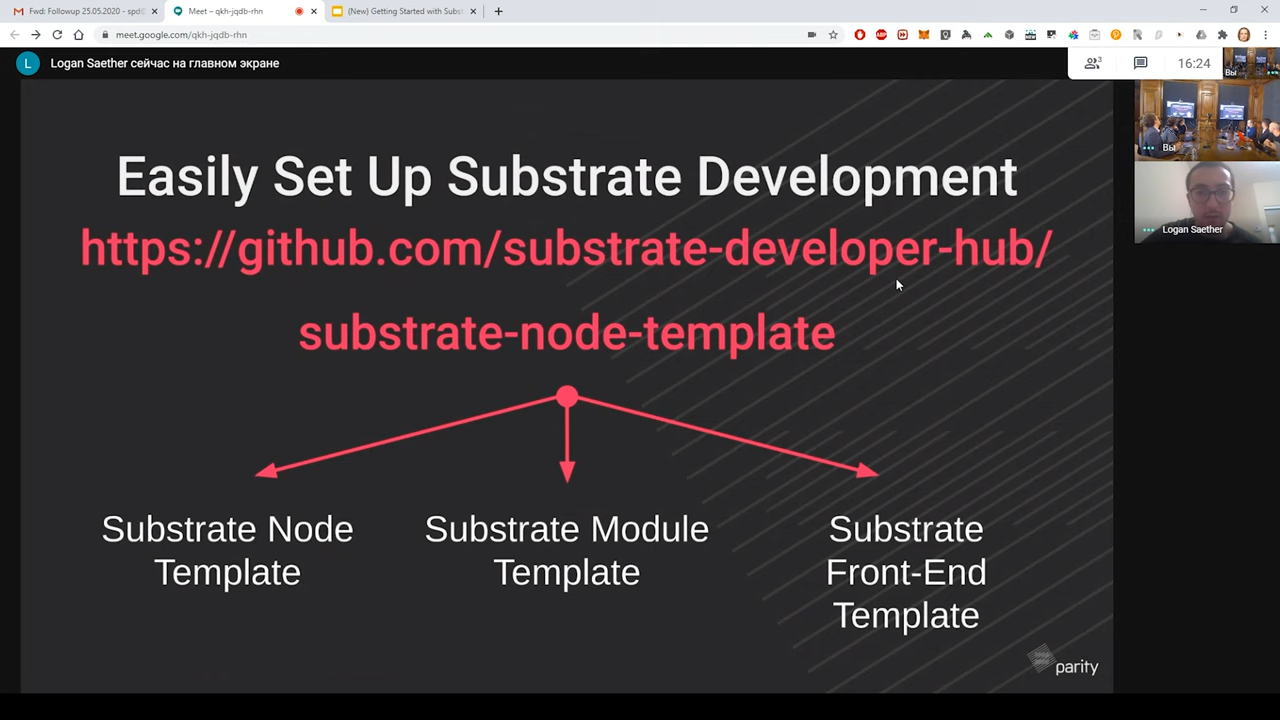 Fwd: Followup 25.05.2020 - spd@
Meet – qkh-jqdb-rhn
(New) Getting Started with Subst
meet.google.com/qkh-jqdb-rhn
L
Logan Saether сейчас на главном экране
3
16:24
Вы
Вы
Logan Saether
Easily Set Up Substrate Development
https://github.com/substrate-developer-hub/
substrate-node-template
Substrate Node
Template
Substrate Module
Template
Substrate
Front-End
Template
parity